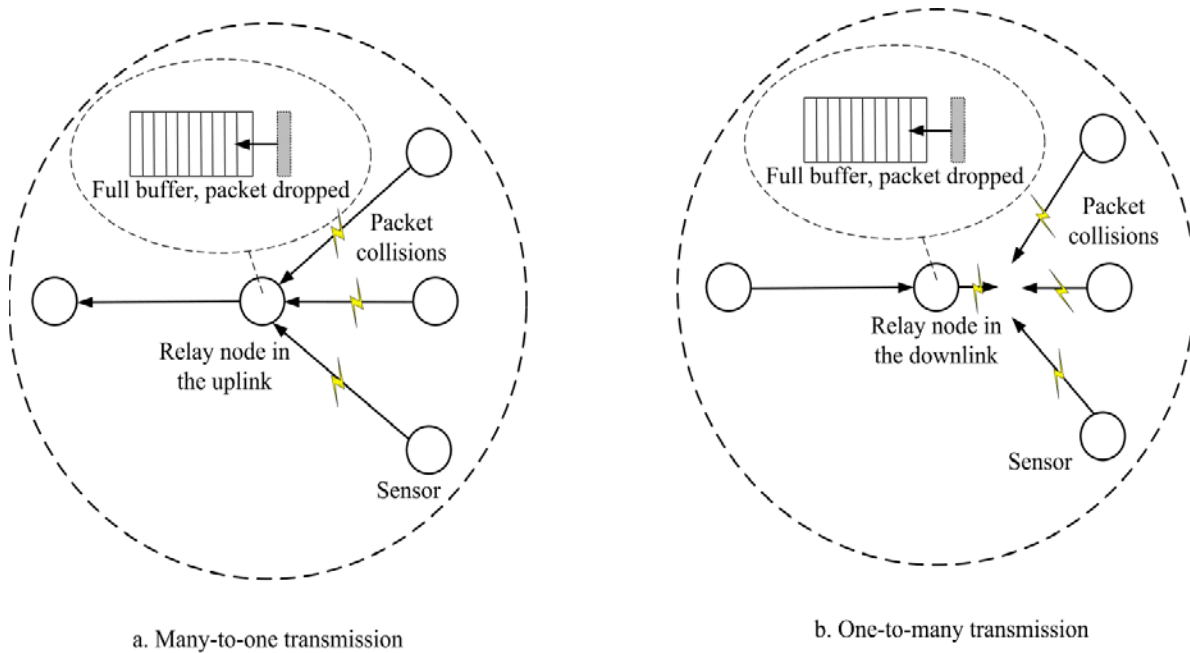 Full buffer, packet dropped
Packet
collisions
Relay node in
the uplink
Sensor
a. Many-to-one transmission
Full buffer, packet dropped
Packet
collisions
Relay node in
the downlink
Sensor
b. One-to-many transmission